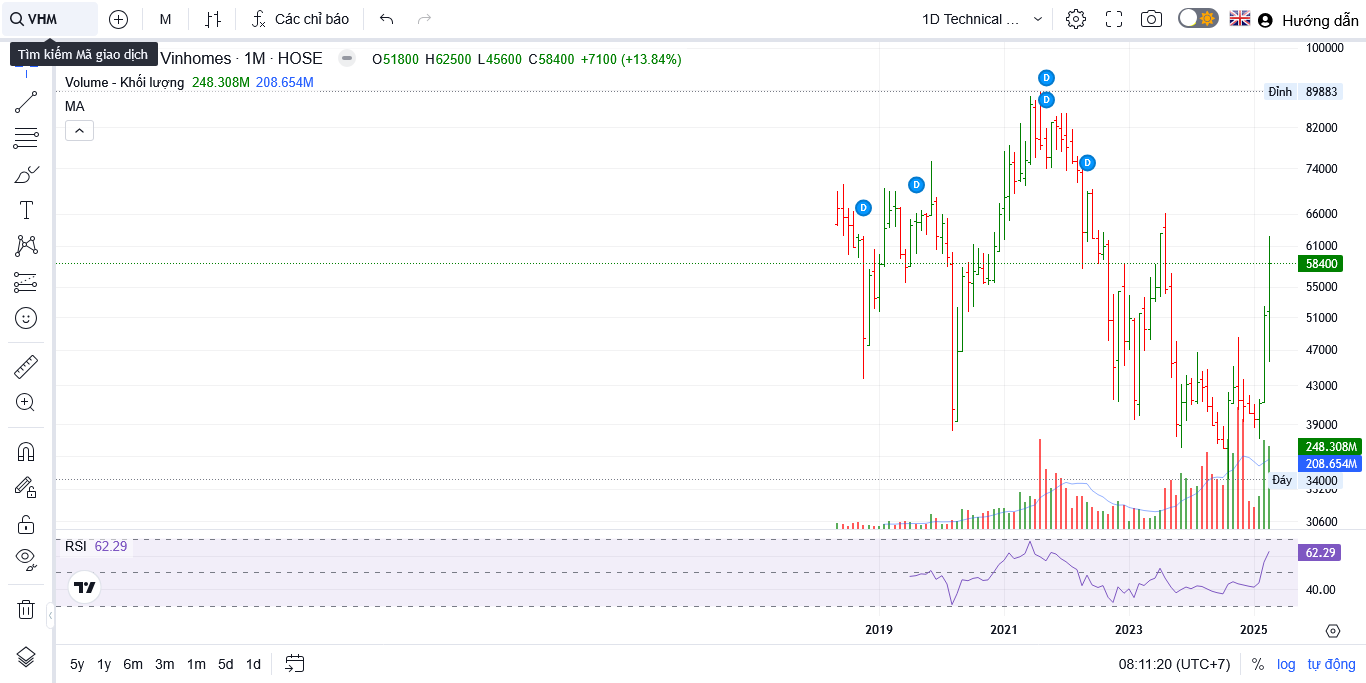 VHM
M
Các chỉ báo
1D Technical ...
Hướng dẫn
Tìm kiếm Mã giao dịch
Vinhomes · 1M · HOSE
O51800 H62500 L45600 C58400 +7100 (+13.84%)
Volume - Khối lượng 248.308M 208.654M
MA
D
D
D
D
D
100000
Đỉnh 89883
82000
74000
66000
61000
58400
55000
51000
47000
43000
39000
248.308M
208.654M
Đáy 34000
33200
30600
RSI 62.29
62.29
40.00
2019 2021 2023 2025
5y 1y 6m 3m 1m 5d 1d
08:11:20 (UTC+7) % log tự động